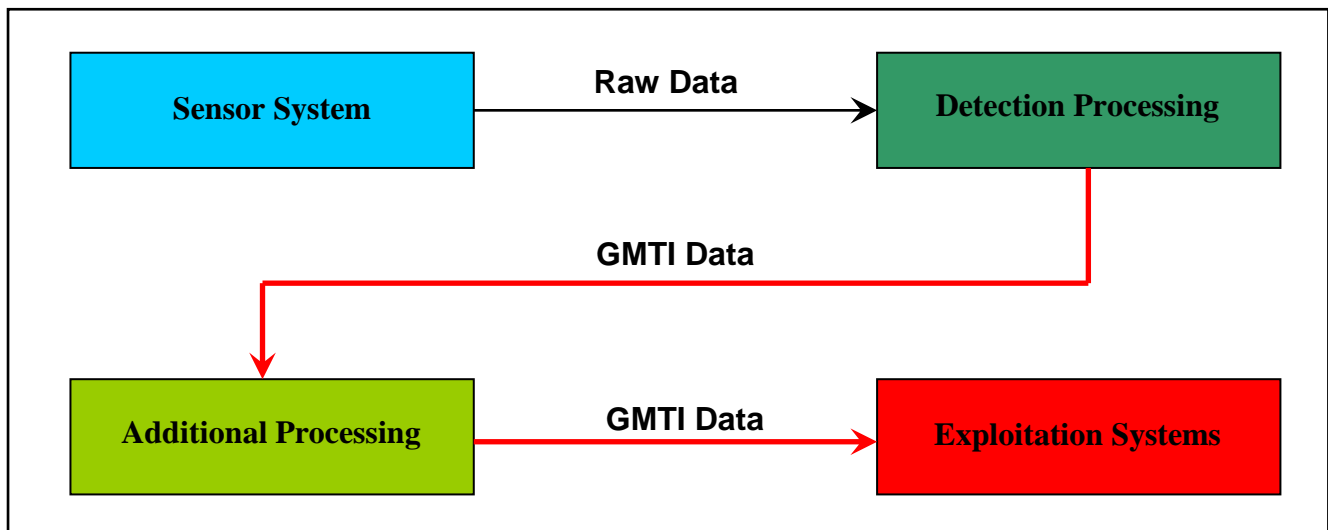 Sensor System
Raw Data
Detection Processing
GMTI Data
Additional Processing
GMTI Data
Exploitation Systems